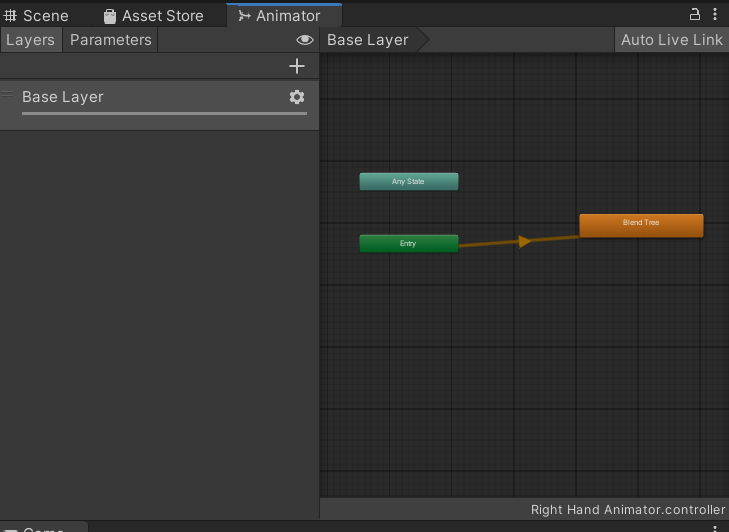 Scene Asset Store Animator
Layers Parameters Base Layer Auto Live Link
Base Layer
Any State
Blend Tree
Entry
Right Hand Animator.controller